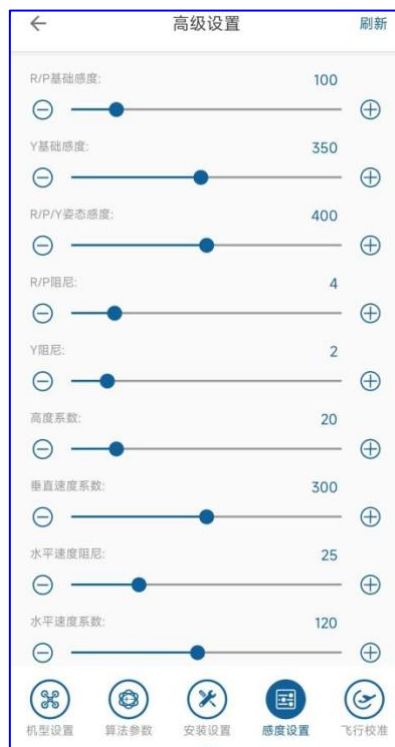 高级设置 刷新
R/P基础感度: 100
Y基础感度: 350
R/P/Y姿态感度: 400
R/P阻尼: 4
Y阻尼: 2
高度系数: 20
垂直速度系数: 300
水平速度阻尼: 25
水平速度系数: 120
机型设置 算法参数 安装设置 感度设置 飞行校准